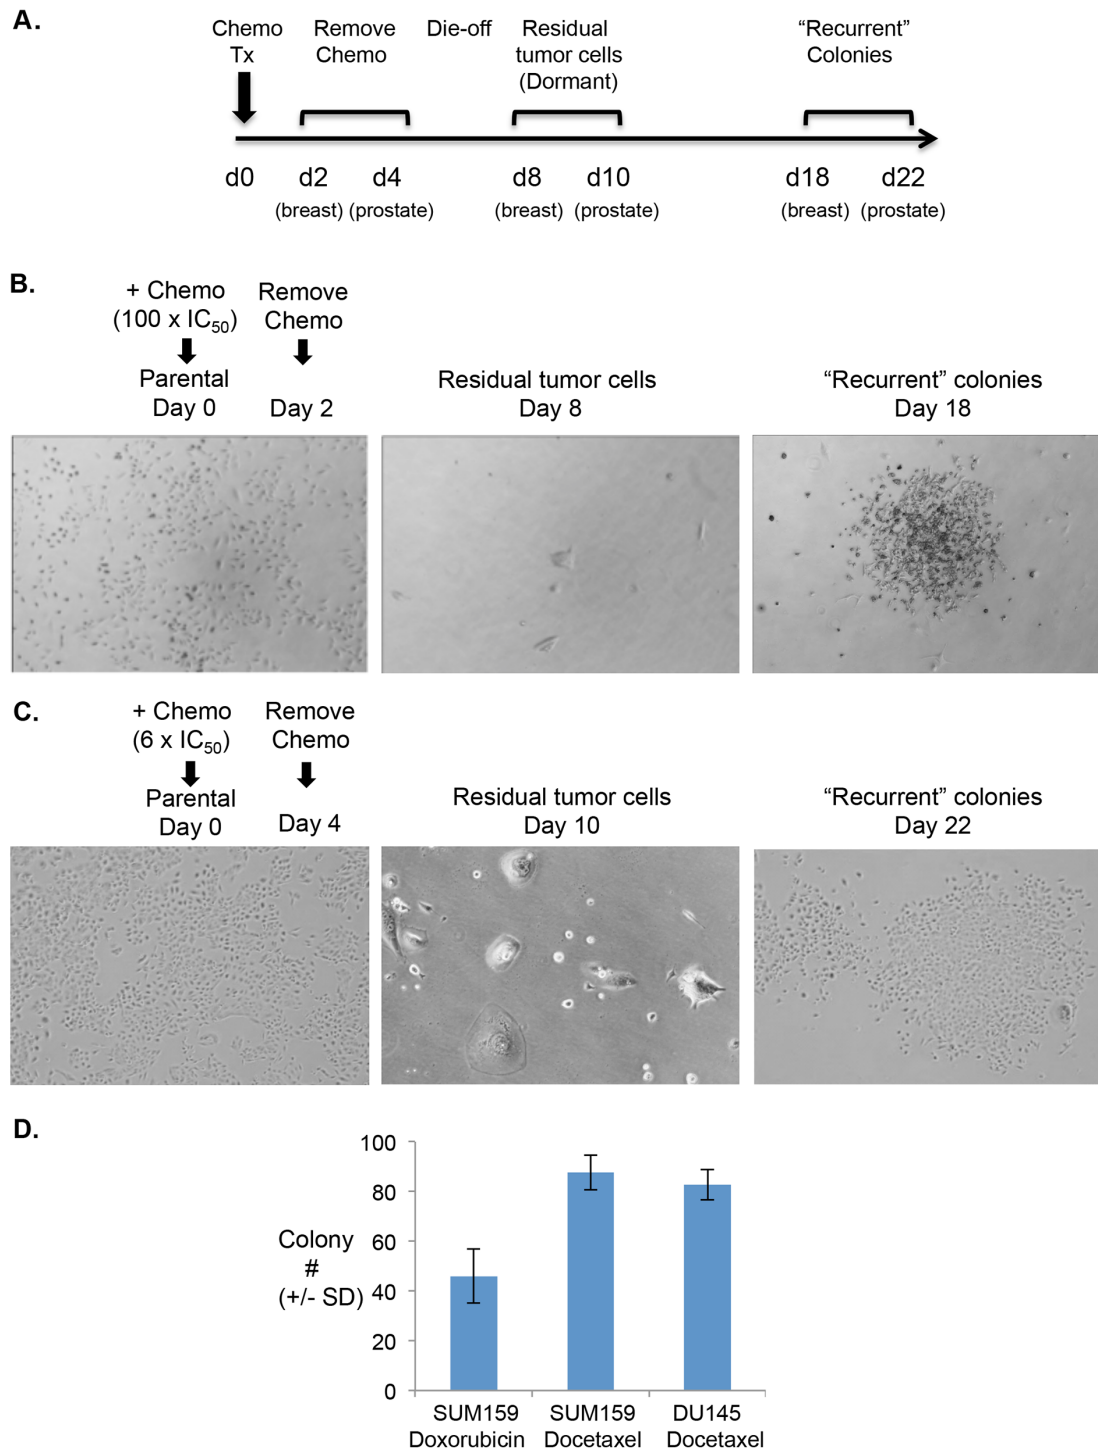 A.
Chemo Remove Die-off Residual “Recurrent”
Tx Chemo tumor cells Colonies
(Dormant)
d0 d2 d4 d8 d10 d18 d22
(breast) (prostate) (breast) (prostate) (breast) (prostate)
B.
+ Chemo Remove
(100 x IC50) Chemo
Parental Residual tumor cells “Recurrent” colonies
Day 0 Day 2 Day 8 Day 18
C.
+ Chemo Remove
(6 x IC50) Chemo
Parental Residual tumor cells “Recurrent” colonies
Day 0 Day 4 Day 10 Day 22
D.
100
80
60
40
20
0
Colony
#
(+/- SD)
SUM159 SUM159 DU145
Doxorubicin Docetaxel Docetaxel